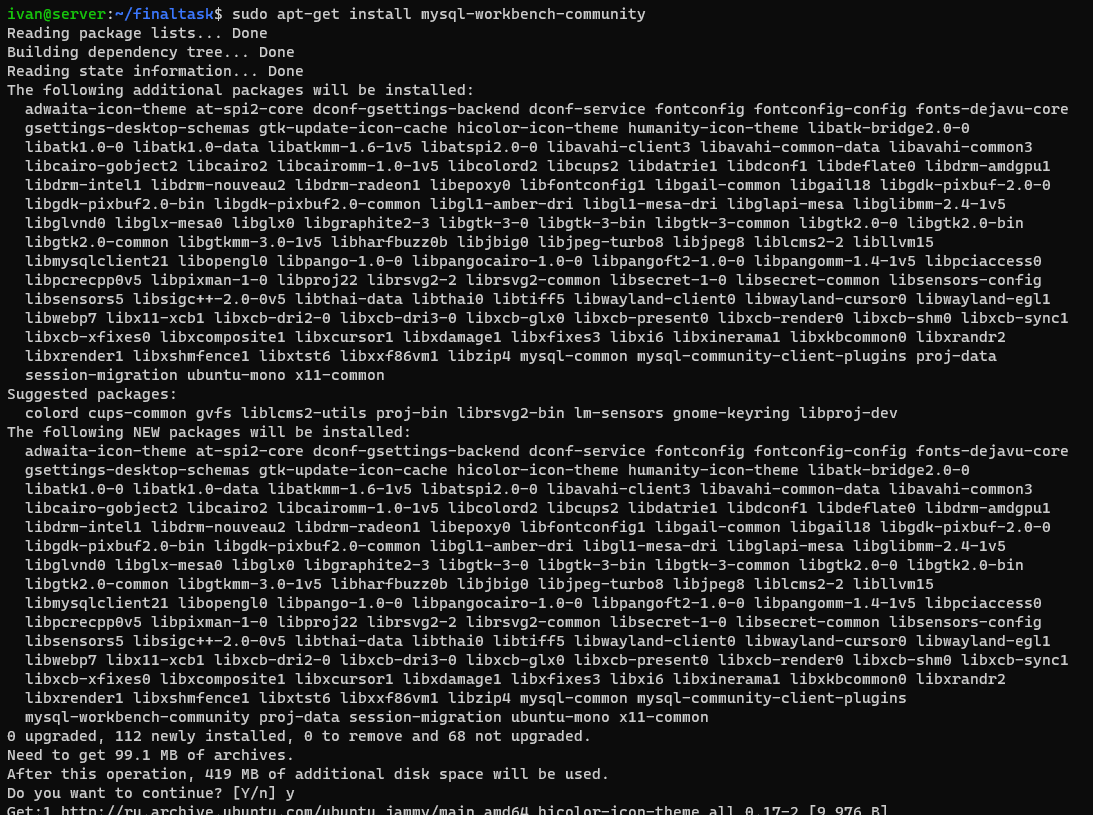 ivan@server:~/finaltask$ sudo apt-get install mysql-workbench-community
Reading package lists... Done
Building dependency tree... Done
Reading state information... Done
The following additional packages will be installed:
  adwaita-icon-theme at-spi2-core dconf-gsettings-backend dconf-service fontconfig fontconfig-config fonts-dejavu-core
  gsettings-desktop-schemas gtk-update-icon-cache hicolor-icon-theme humanity-icon-theme libatk-bridge2.0-0
  libatk1.0-0 libatk1.0-data libatkmm-1.6-1v5 libatspi2.0-0 libavahi-client3 libavahi-common-data libavahi-common3
  libcairo-gobject2 libcairo2 libcairomm-1.0-1v5 libcolord2 libcups2 libdatrie1 libdconf1 libdeflate0 libdrm-amdgpu1
  libdrm-intel1 libdrm-nouveau2 libdrm-radeon1 libepoxy0 libfontconfig1 libgail-common libgail18 libgdk-pixbuf-2.0-0
  libgdk-pixbuf2.0-bin libgdk-pixbuf2.0-common libgl1-amber-dri libgl1-mesa-dri libglapi-mesa libglibmm-2.4-1v5
  libglvnd0 libglx-mesa0 libglx0 libgraphite2-3 libgtk-3-0 libgtk-3-bin libgtk-3-common libgtk2.0-0 libgtk2.0-bin
  libgtk2.0-common libgtkmm-3.0-1v5 libharfbuzz0b libjbig0 libjpeg-turbo8 libjpeg8 liblcms2-2 libllvm15
  libmysqlclient21 libopengl0 libpango-1.0-0 libpangocairo-1.0-0 libpangoft2-1.0-0 libpangomm-1.4-1v5 libpciaccess0
  libpcrecpp0v5 libpixman-1-0 libproj22 librsvg2-2 librsvg2-common libsecret-1-0 libsecret-common libsensors-config
  libsensors5 libsigc++-2.0-0v5 libthai-data libthai0 libtiff5 libwayland-client0 libwayland-cursor0 libwayland-egl1
  libwebp7 libx11-xcb1 libxcb-dri2-0 libxcb-dri3-0 libxcb-glx0 libxcb-present0 libxcb-render0 libxcb-shm0 libxcb-sync1
  libxcb-xfixes0 libxcomposite1 libxcursor1 libxdamage1 libxfixes3 libxi6 libxinerama1 libxkbcommon0 libxrandr2
  libxrender1 libxshmfence1 libxtst6 libxxf86vm1 libzip4 mysql-common mysql-community-client-plugins proj-data
  session-migration ubuntu-mono x11-common
Suggested packages:
  colord cups-common gvfs liblcms2-utils proj-bin librsvg2-bin lm-sensors gnome-keyring libproj-dev
The following NEW packages will be installed:
  adwaita-icon-theme at-spi2-core dconf-gsettings-backend dconf-service fontconfig fontconfig-config fonts-dejavu-core
  gsettings-desktop-schemas gtk-update-icon-cache hicolor-icon-theme humanity-icon-theme libatk-bridge2.0-0
  libatk1.0-0 libatk1.0-data libatkmm-1.6-1v5 libatspi2.0-0 libavahi-client3 libavahi-common-data libavahi-common3
  libcairo-gobject2 libcairo2 libcairomm-1.0-1v5 libcolord2 libcups2 libdatrie1 libdconf1 libdeflate0 libdrm-amdgpu1
  libdrm-intel1 libdrm-nouveau2 libdrm-radeon1 libepoxy0 libfontconfig1 libgail-common libgail18 libgdk-pixbuf-2.0-0
  libgdk-pixbuf2.0-bin libgdk-pixbuf2.0-common libgl1-amber-dri libgl1-mesa-dri libglapi-mesa libglibmm-2.4-1v5
  libglvnd0 libglx-mesa0 libglx0 libgraphite2-3 libgtk-3-0 libgtk-3-bin libgtk-3-common libgtk2.0-0 libgtk2.0-bin
  libgtk2.0-common libgtkmm-3.0-1v5 libharfbuzz0b libjbig0 libjpeg-turbo8 libjpeg8 liblcms2-2 libllvm15
  libmysqlclient21 libopengl0 libpango-1.0-0 libpangocairo-1.0-0 libpangoft2-1.0-0 libpangomm-1.4-1v5 libpciaccess0
  libpcrecpp0v5 libpixman-1-0 libproj22 librsvg2-2 librsvg2-common libsecret-1-0 libsecret-common libsensors-config
  libsensors5 libsigc++-2.0-0v5 libthai-data libthai0 libtiff5 libwayland-client0 libwayland-cursor0 libwayland-egl1
  libwebp7 libx11-xcb1 libxcb-dri2-0 libxcb-dri3-0 libxcb-glx0 libxcb-present0 libxcb-render0 libxcb-shm0 libxcb-sync1
  libxcb-xfixes0 libxcomposite1 libxcursor1 libxdamage1 libxfixes3 libxi6 libxinerama1 libxkbcommon0 libxrandr2
  libxrender1 libxshmfence1 libxtst6 libxxf86vm1 libzip4 mysql-common mysql-community-client-plugins
  mysql-workbench-community proj-data session-migration ubuntu-mono x11-common
0 upgraded, 112 newly installed, 0 to remove and 68 not upgraded.
Need to get 99.1 MB of archives.
After this operation, 419 MB of additional disk space will be used.
Do you want to continue? [Y/n] y
Get:1 http://ru.archive.ubuntu.com/ubuntu jammy/main amd64 hicolor-icon-theme all 0.17-2 [9,976 B]